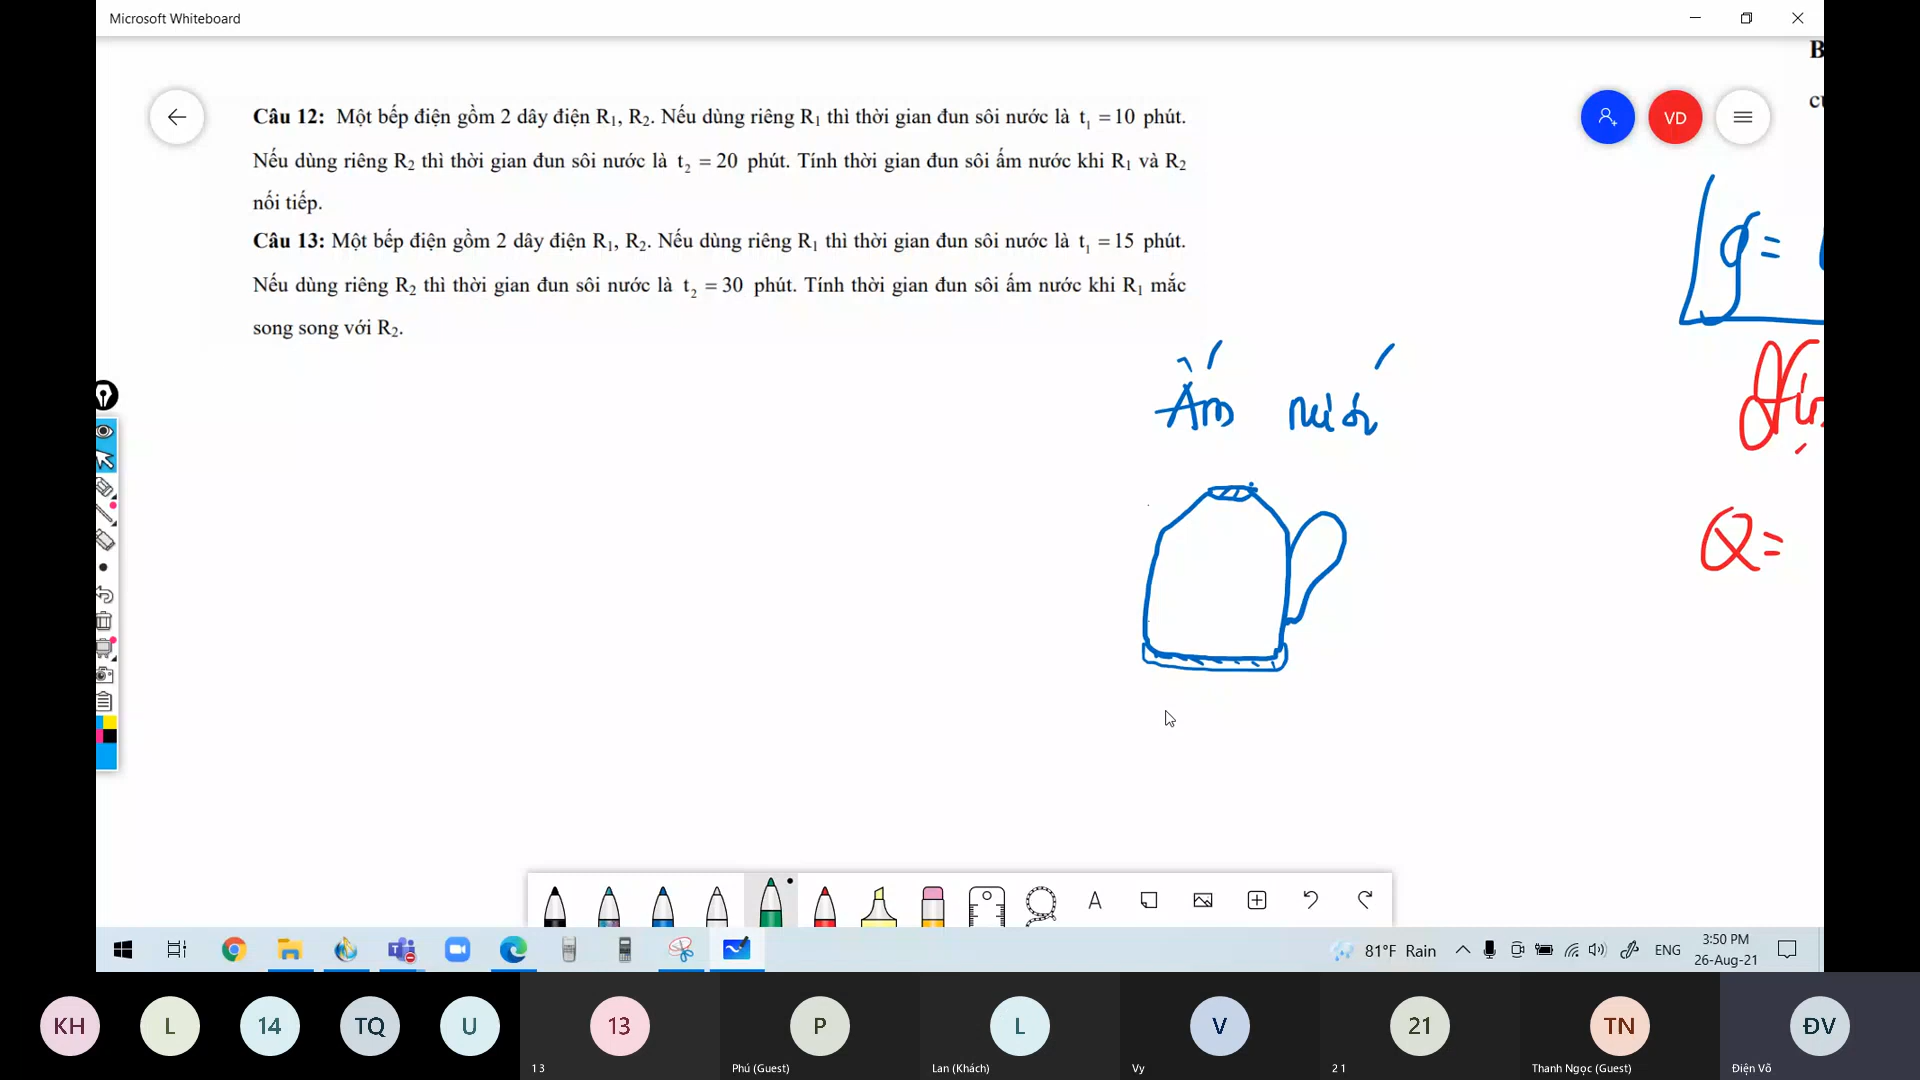 Microsoft Whiteboard
B
Câu 12: Một bếp điện gồm 2 dây điện R₁, R₂. Nếu dùng riêng R₁ thì thời gian đun sôi nước là t₁ = 10 phút.
Nếu dùng riêng R₂ thì thời gian đun sôi nước là t₂ = 20 phút. Tính thời gian đun sôi ấm nước khi R₁ và R₂
nối tiếp.
Câu 13: Một bếp điện gồm 2 dây điện R₁, R₂. Nếu dùng riêng R₁ thì thời gian đun sôi nước là t₁ = 15 phút.
Nếu dùng riêng R₂ thì thời gian đun sôi nước là t₂ = 30 phút. Tính thời gian đun sôi ấm nước khi R₁ mắc
song song với R₂.
VD
Ấm nước
Q=
A
81°F Rain
ENG
3:50 PM
26-Aug-21
KH L 14 TQ U 13 P L V 21 TN ĐV
13 Phú (Guest) Lan (Khách) Vy 21 Thanh Ngọc (Guest) Điện Võ